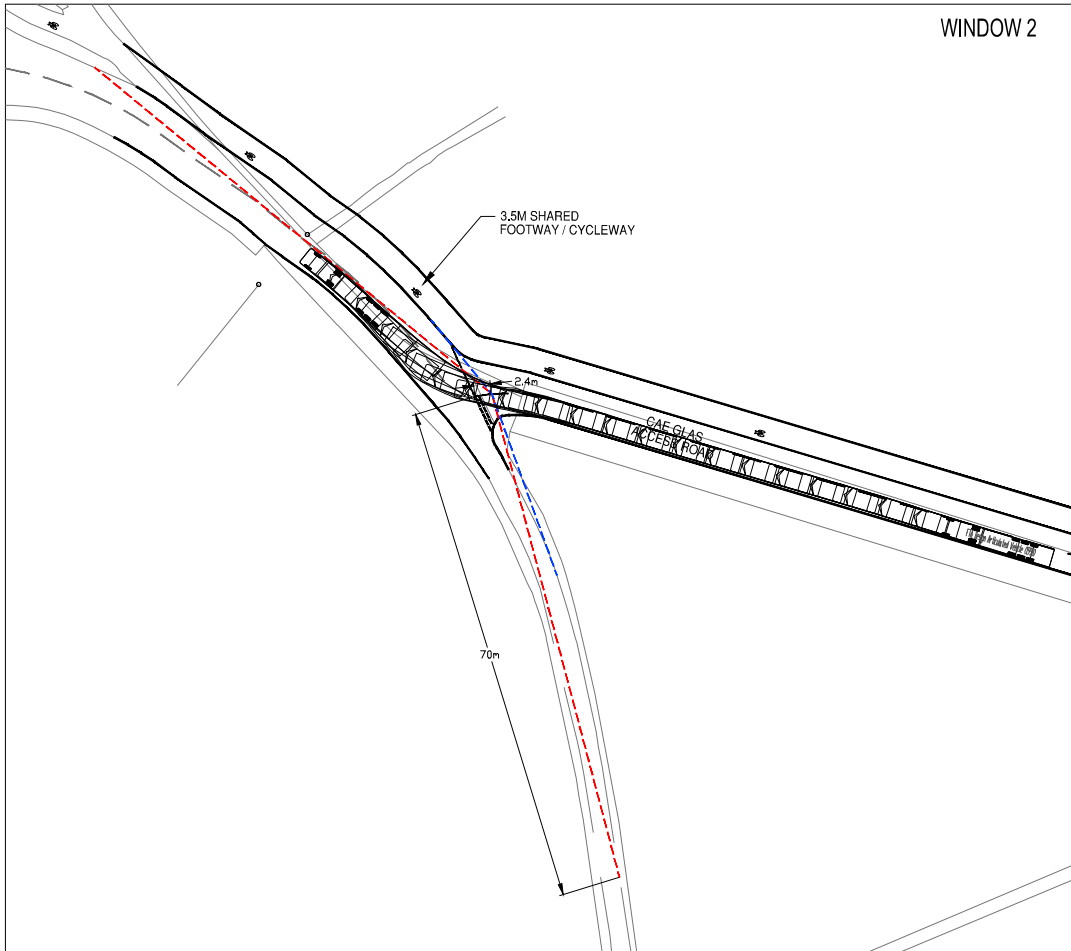 WINDOW 2
3.5M SHARED
FOOTWAY / CYCLEWAY
2.4m
CAE GLAS
ACCESS ROAD
70m